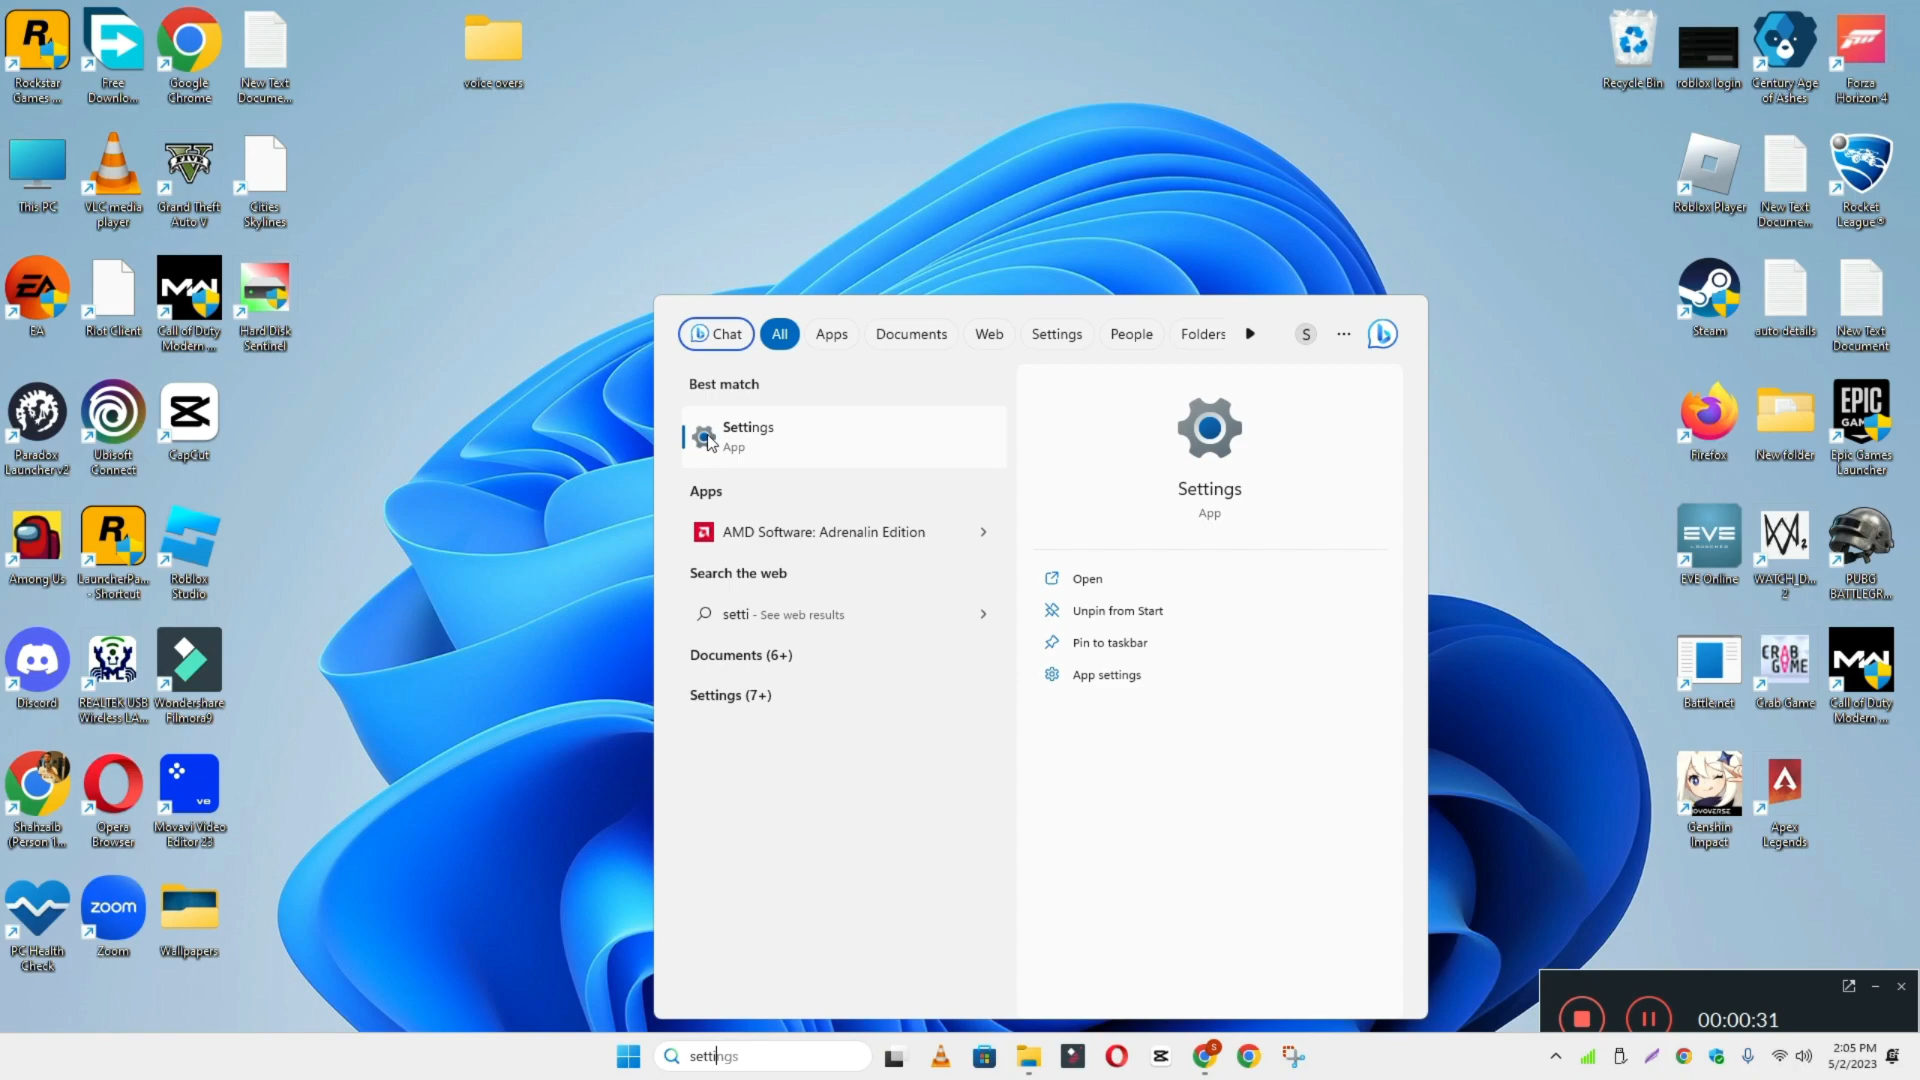 Rockstar
Games ...
Free
Downlo...
Google
Chrome
New Text
Docume...
voice overs
Recycle Bin
roblox login
Century Age
of Ashes
Forza
Horizon 4
This PC
VLC media
player
Grand Theft
Auto V
Cities
Skylines
Roblox Player
New Text
Docume...
Rocket
League®
EA
Riot Client
Call of Duty
Modern ...
Hard Disk
Sentinel
Steam
auto details
New Text
Document
Paradox
Launcher v2
Ubisoft
Connect
CapCut
Firefox
New folder
Epic Games
Launcher
Among Us
LauncherPa...
- Shortcut
Roblox
Studio
EVE Online
WATCH_D...
2
PUBG
BATTLEGR...
Discord
REALTEK USB
Wireless LA...
Wondershare
Filmora9
Battle.net
Crab Game
Call of Duty
Modern ...
Shahzaib
(Person 1...
Opera
Browser
Movavi Video
Editor 23
Genshin
Impact
Apex
Legends
PC Health
Check
zoom
Zoom
Wallpapers
Chat
All
Apps
Documents
Web
Settings
People
Folders
S
Best match
Settings
App
Apps
AMD Software: Adrenalin Edition
Search the web
setti - See web results
Documents (6+)
Settings (7+)
Settings
App
Open
Unpin from Start
Pin to taskbar
App settings
00:00:31
settings
2:05 PM
5/2/2023